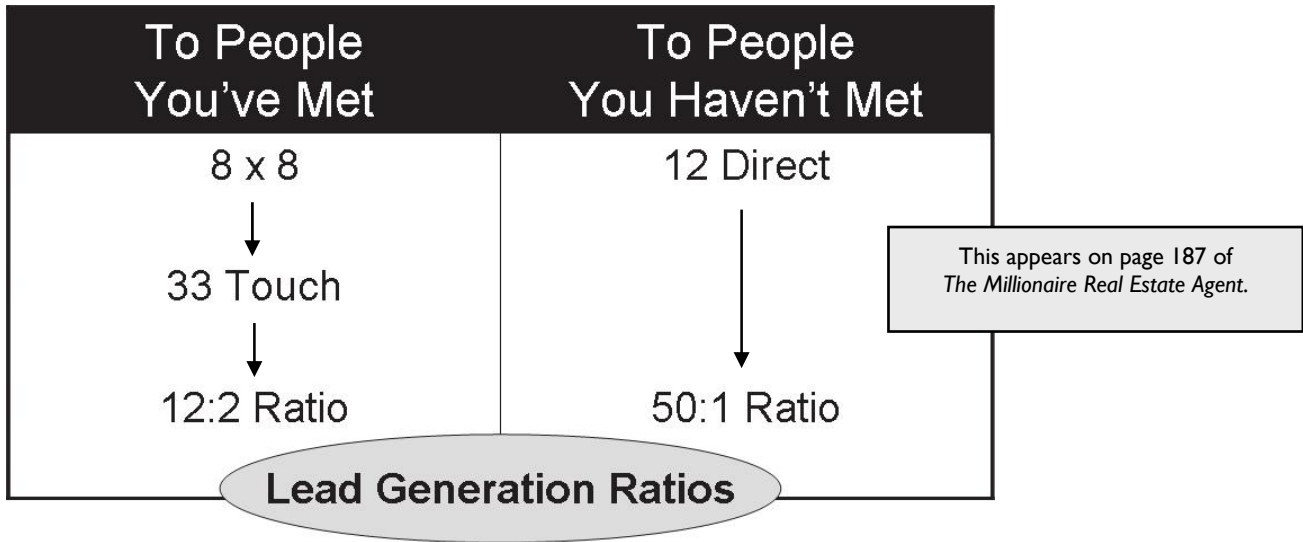 To People
You've Met
To People
You Haven't Met
8 x 8
33 Touch
12:2 Ratio
12 Direct
50:1 Ratio
This appears on page 187 of
The Millionaire Real Estate Agent.
Lead Generation Ratios